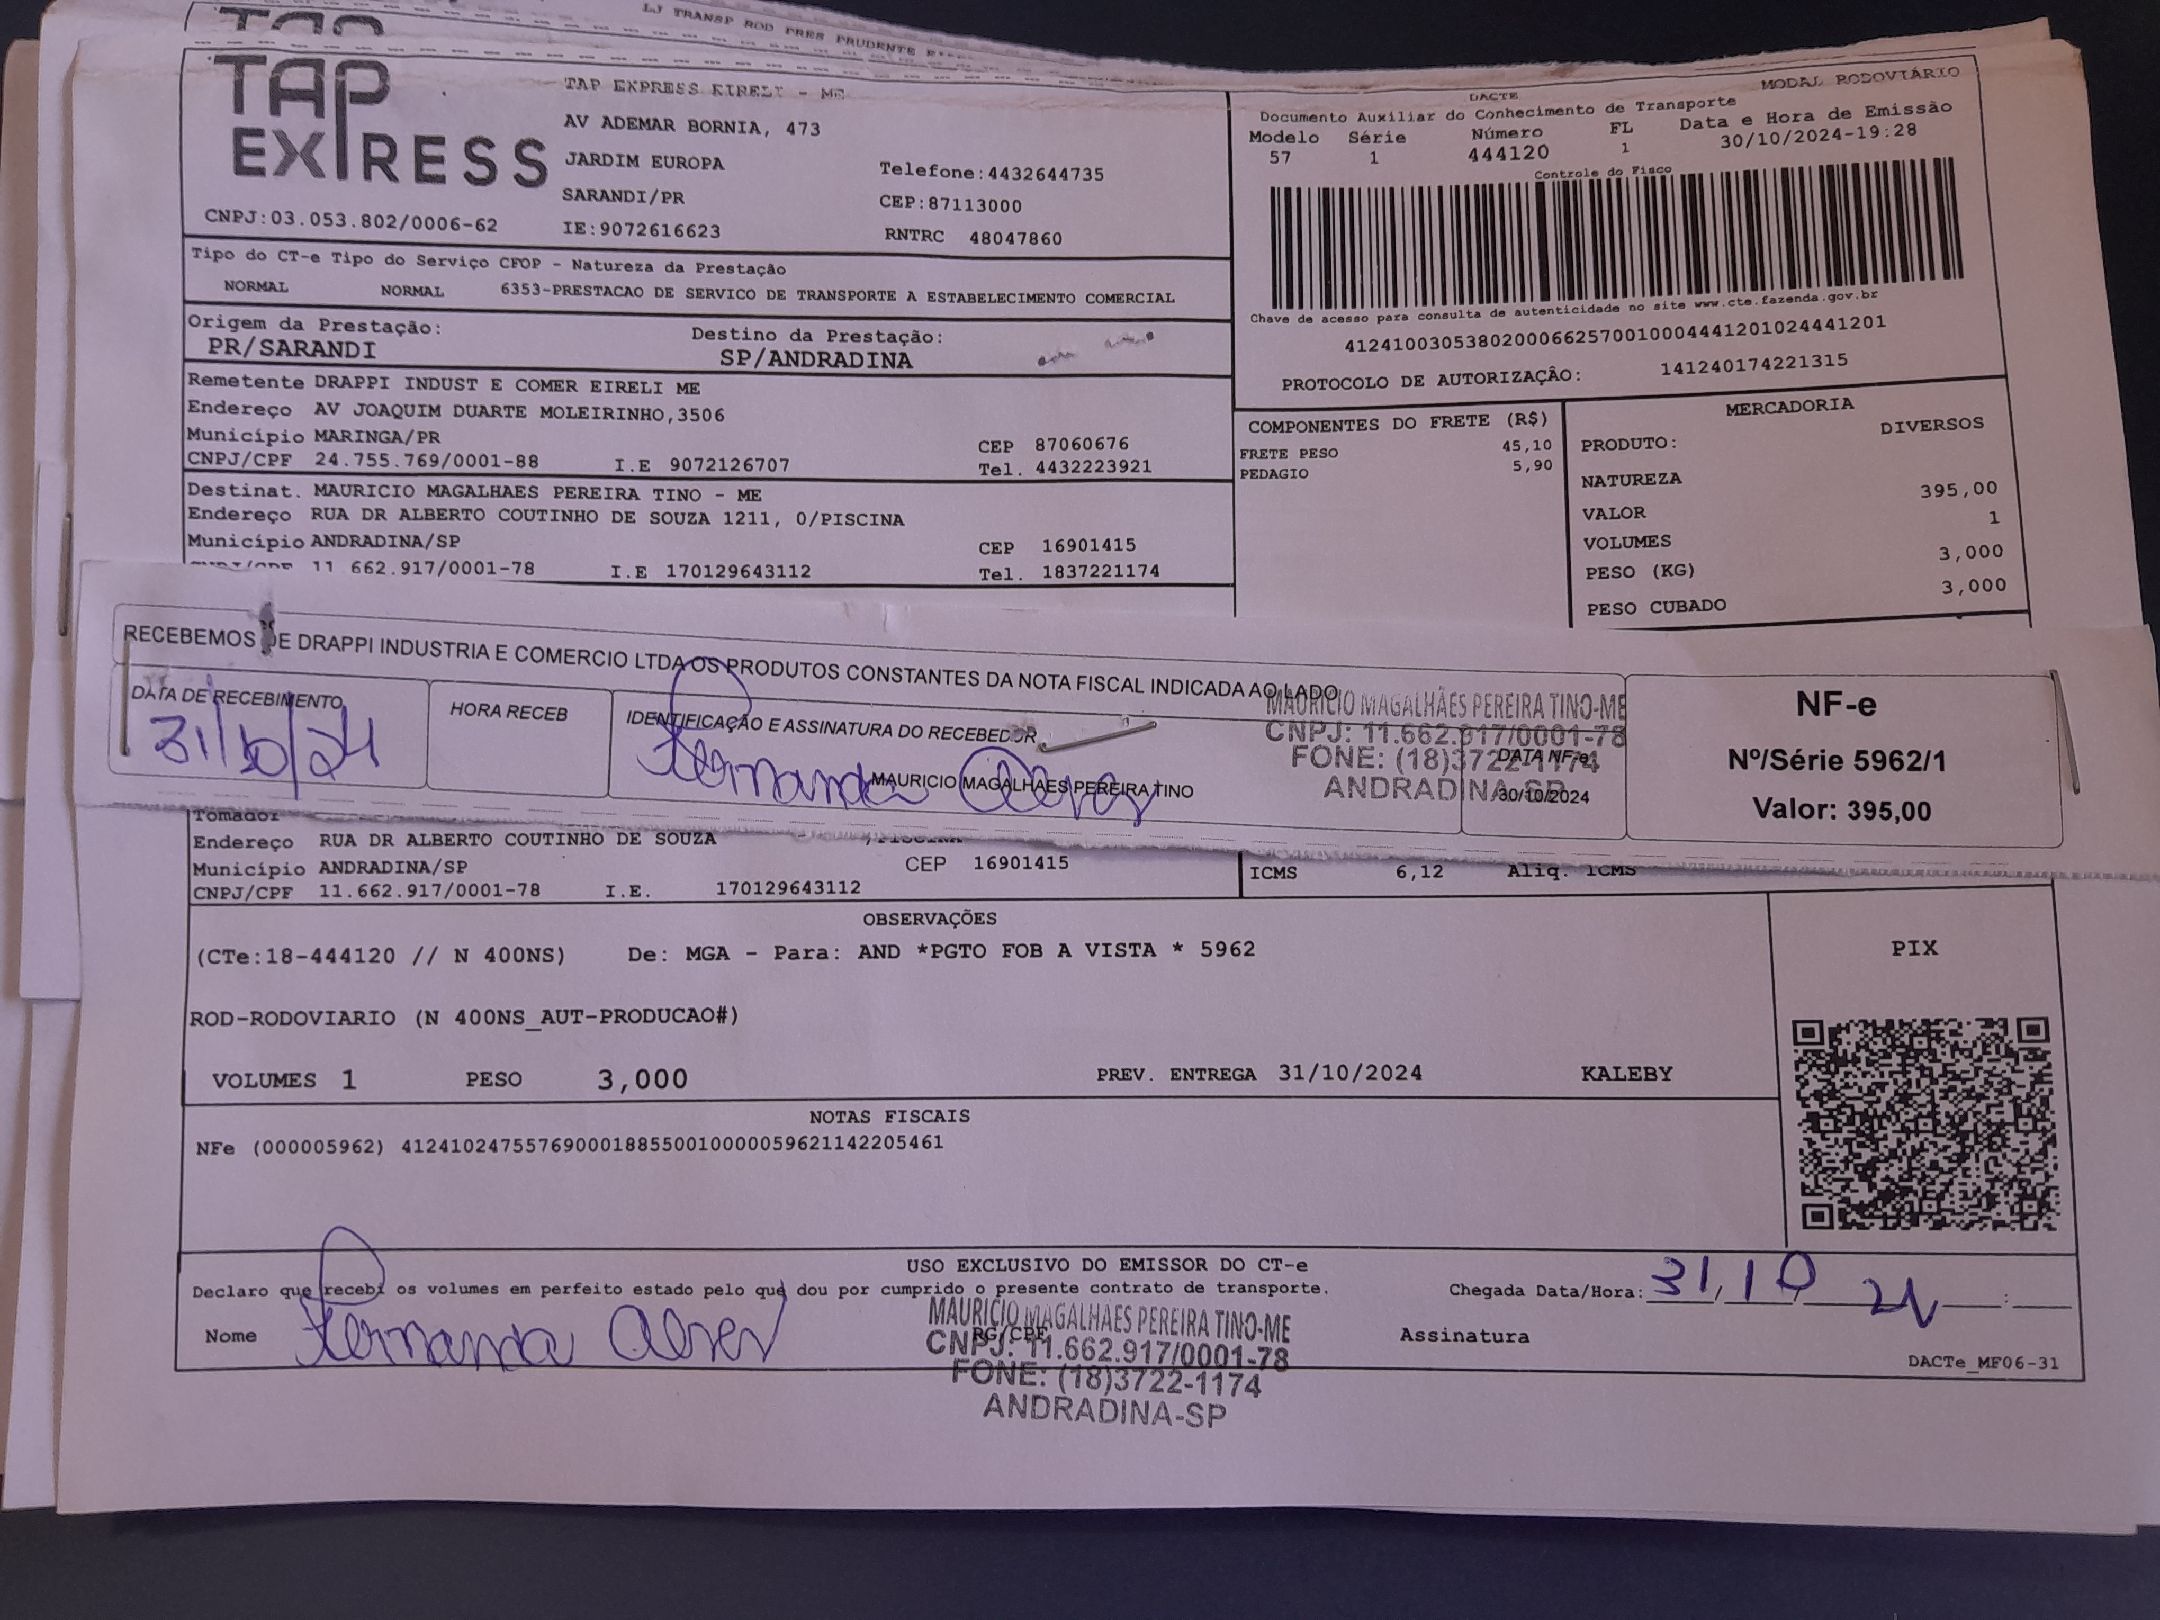 LJ TRANSP ROD PRES PRUDENTE
TAP EXPRESS
TAP EXPRESS EIRELI - ME
AV ADEMAR BORNIA, 473
JARDIM EUROPA
Telefone:4432644735
SARANDI/PR
CEP:87113000
CNPJ:03.053.802/0006-62
IE:9072616623
RNTRC 48047860
DACTE
MODAL RODOVIÁRIO
Documento Auxiliar do Conhecimento de Transporte
Modelo Série Número FL Data e Hora de Emissão
57 1 444120 1 30/10/2024-19:28
Controle do Fisco
Chave de acesso para consulta de autenticidade no site www.cte.fazenda.gov.br
41241003053802000662570010004441201024441201
PROTOCOLO DE AUTORIZAÇÂO: 141240174221315
Tipo do CT-e Tipo do Serviço CFOP - Natureza da Prestação
NORMAL NORMAL 6353-PRESTACAO DE SERVICO DE TRANSPORTE A ESTABELECIMENTO COMERCIAL
Origem da Prestação: Destino da Prestação:
PR/SARANDI SP/ANDRADINA
Remetente DRAPPI INDUST E COMER EIRELI ME
Endereço AV JOAQUIM DUARTE MOLEIRINHO,3506
Município MARINGA/PR CEP 87060676
CNPJ/CPF 24.755.769/0001-88 I.E 9072126707 Tel. 4432223921
Destinat. MAURICIO MAGALHAES PEREIRA TINO - ME
Endereço RUA DR ALBERTO COUTINHO DE SOUZA 1211, 0/PISCINA
Município ANDRADINA/SP CEP 16901415
CNPJ/CPF 11.662.917/0001-78 I.E 170129643112 Tel. 1837221174
COMPONENTES DO FRETE (R$)
FRETE PESO 45,10
PEDAGIO 5,90
MERCADORIA
PRODUTO: DIVERSOS
NATUREZA
VALOR 395,00
VOLUMES 1
PESO (KG) 3,000
PESO CUBADO 3,000
RECEBEMOS DE DRAPPI INDUSTRIA E COMERCIO LTDA OS PRODUTOS CONSTANTES DA NOTA FISCAL INDICADA AO LADO
DATA DE RECEBIMENTO
31/10/24
HORA RECEB
IDENTIFICAÇÃO E ASSINATURA DO RECEBEDOR
Fernanda Alves
MAURICIO MAGALHAES PEREIRA TINO
MAURICIO MAGALHÃES PEREIRA TINO-ME
CNPJ: 11.662.917/0001-78
FONE: (18)3722-1174
ANDRADINA-SP
DATA NF-e
30/10/2024
NF-e
Nº/Série 5962/1
Valor: 395,00
Tomador
Endereço RUA DR ALBERTO COUTINHO DE SOUZA
Município ANDRADINA/SP CEP 16901415
CNPJ/CPF 11.662.917/0001-78 I.E. 170129643112
ICMS 6,12 Aliq. ICMS
OBSERVAÇÕES
(CTe:18-444120 // N 400NS) De: MGA - Para: AND *PGTO FOB A VISTA * 5962
ROD-RODOVIARIO (N 400NS_AUT-PRODUCAO#)
VOLUMES 1 PESO 3,000 PREV. ENTREGA 31/10/2024 KALEBY
PIX
NOTAS FISCAIS
NFe (000005962) 41241024755769000188550010000059621142205461
USO EXCLUSIVO DO EMISSOR DO CT-e
Declaro que recebi os volumes em perfeito estado pelo que dou por cumprido o presente contrato de transporte.
Chegada Data/Hora: 31,10 24 :
Nome Fernanda Alves RG/CPF Assinatura
MAURICIO MAGALHAES PEREIRA TINO-ME
CNPJ: 11.662.917/0001-78
FONE: (18)3722-1174
ANDRADINA-SP
DACTe_MF06-31